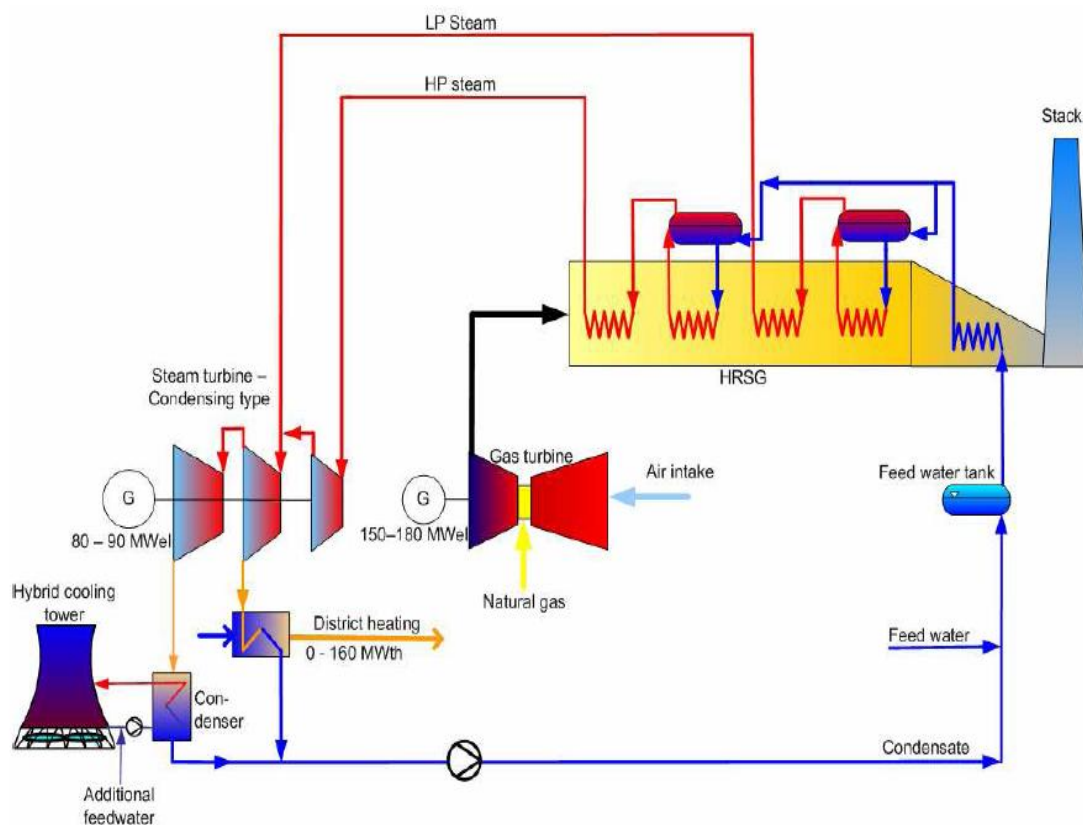 LP Steam
HP steam
Stack
HRSG
Steam turbine –
Condensing type
Gas turbine
Air intake
Feed water tank
G
G
80 – 90 MWel
150–180 MWel
Natural gas
Hybrid cooling
tower
District heating
0 - 160 MWth
Feed water
Con-
denser
Condensate
Additional
feedwater